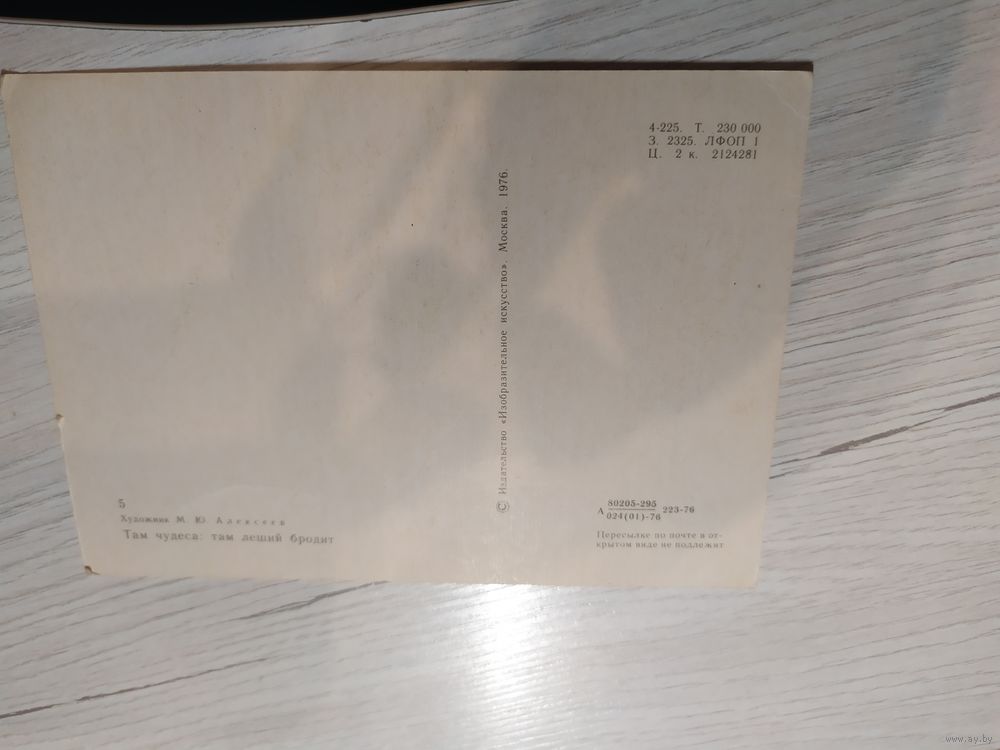 4-225. Т. 230 000
З. 2325. ЛФОП 1
Ц. 2 к. 2124281
© Издательство «Изобразительное искусство». Москва. 1976.
5
Художник М. Ю. Алексеев
Там чудеса: там леший бродит
А 80205-295 223-76
024(01)-76
Пересылке по почте в от-
крытом виде не подлежит
www.ay.by